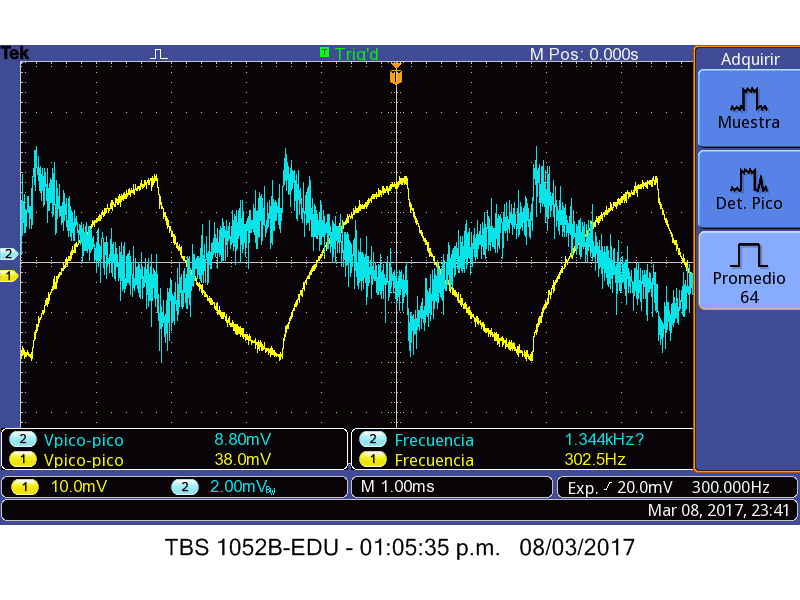 Tek T Trig'd M Pos: 0.000s
T
Adquirir
Muestra
Det. Pico
Promedio
64
2
1
2 Vpico-pico 8.80mV 2 Frecuencia 1.344kHz?
1 Vpico-pico 38.0mV 1 Frecuencia 302.5Hz
1 10.0mV 2 2.00mVBW M 1.00ms Exp. 20.0mV 300.000Hz
Mar 08, 2017, 23:41
TBS 1052B-EDU - 01:05:35 p.m. 08/03/2017